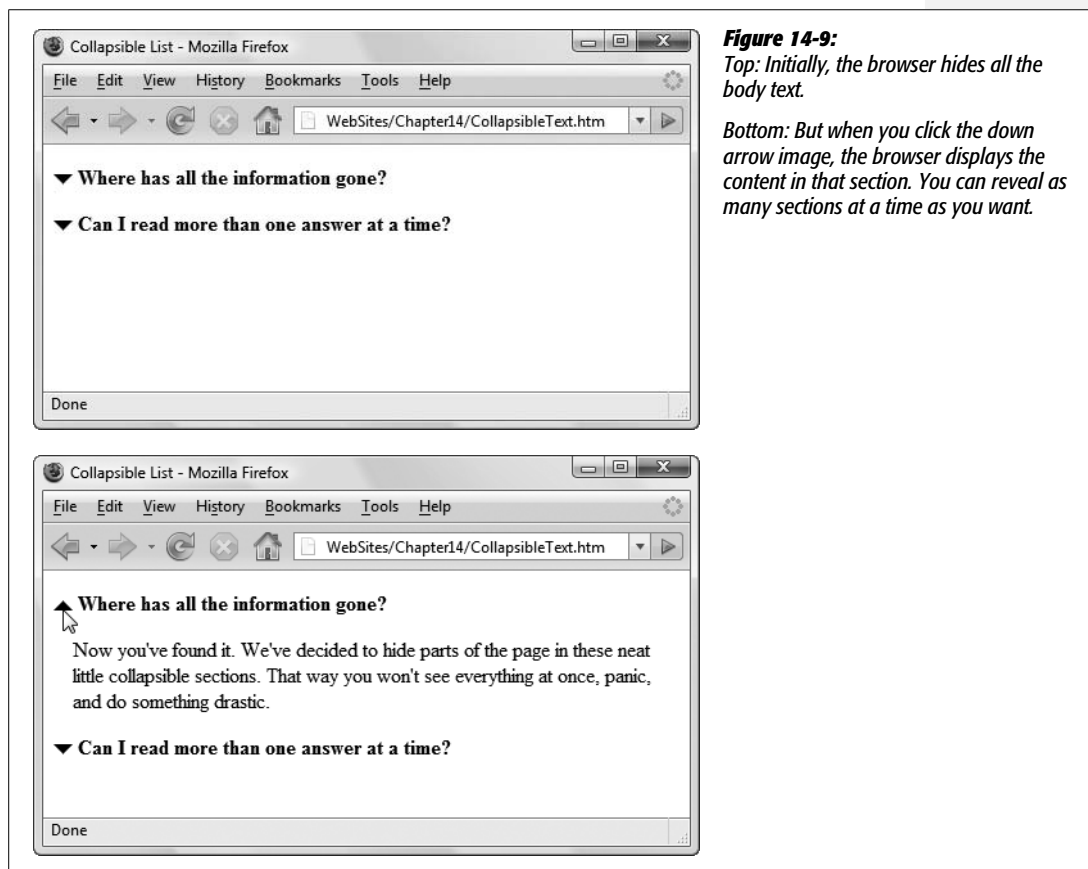 Collapsible List - Mozilla Firefox
File Edit View History Bookmarks Tools Help
WebSites/Chapter14/CollapsibleText.htm
Where has all the information gone?
Can I read more than one answer at a time?
Done
Figure 14-9:
Top: Initially, the browser hides all the
body text.
Bottom: But when you click the down
arrow image, the browser displays the
content in that section. You can reveal as
many sections at a time as you want.
Collapsible List - Mozilla Firefox
File Edit View History Bookmarks Tools Help
WebSites/Chapter14/CollapsibleText.htm
Where has all the information gone?
Now you've found it. We've decided to hide parts of the page in these neat
little collapsible sections. That way you won't see everything at once, panic,
and do something drastic.
Can I read more than one answer at a time?
Done